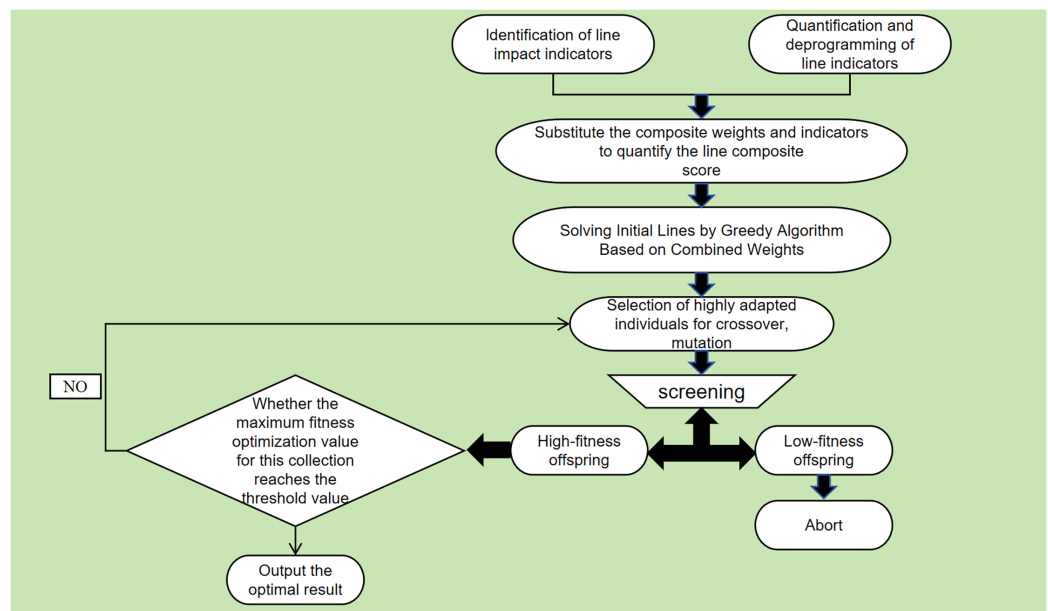 Identification of line
impact indicators
Quantification and
deprogramming of
line indicators
Substitute the composite weights and indicators
to quantify the line composite
score
Solving Initial Lines by Greedy Algorithm
Based on Combined Weights
Selection of highly adapted
individuals for crossover,
mutation
screening
NO
Whether the
maximum fitness
optimization value
for this collection
reaches the
threshold value
High-fitness
offspring
Low-fitness
offspring
Abort
Output the
optimal result